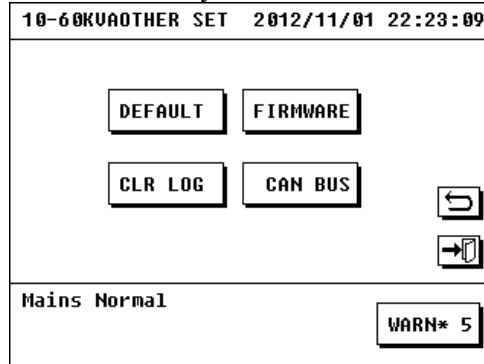 10-60KVAOTHER SET 2012/11/01 22:23:09
DEFAULT FIRMWARE
CLR LOG CAN BUS
Mains Normal
WARN* 5